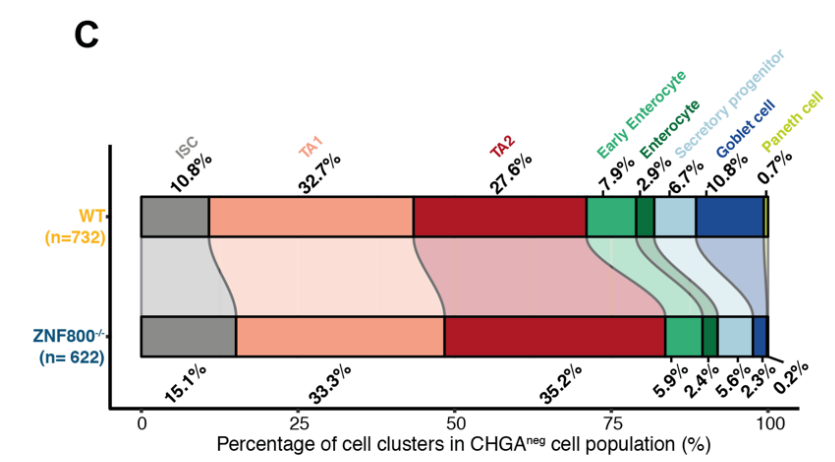 C
ISC TA1 TA2 Early Enterocyte Enterocyte Secretory progenitor Goblet cell Paneth cell
10.8% 32.7% 27.6% 7.9% 2.9% 6.7% 10.8% 0.7%
WT
(n=732)
ZNF800-/-
(n= 622)
15.1% 33.3% 35.2% 5.9% 2.4% 5.6% 2.3% 0.2%
0 25 50 75 100
Percentage of cell clusters in CHGAneg cell population (%)